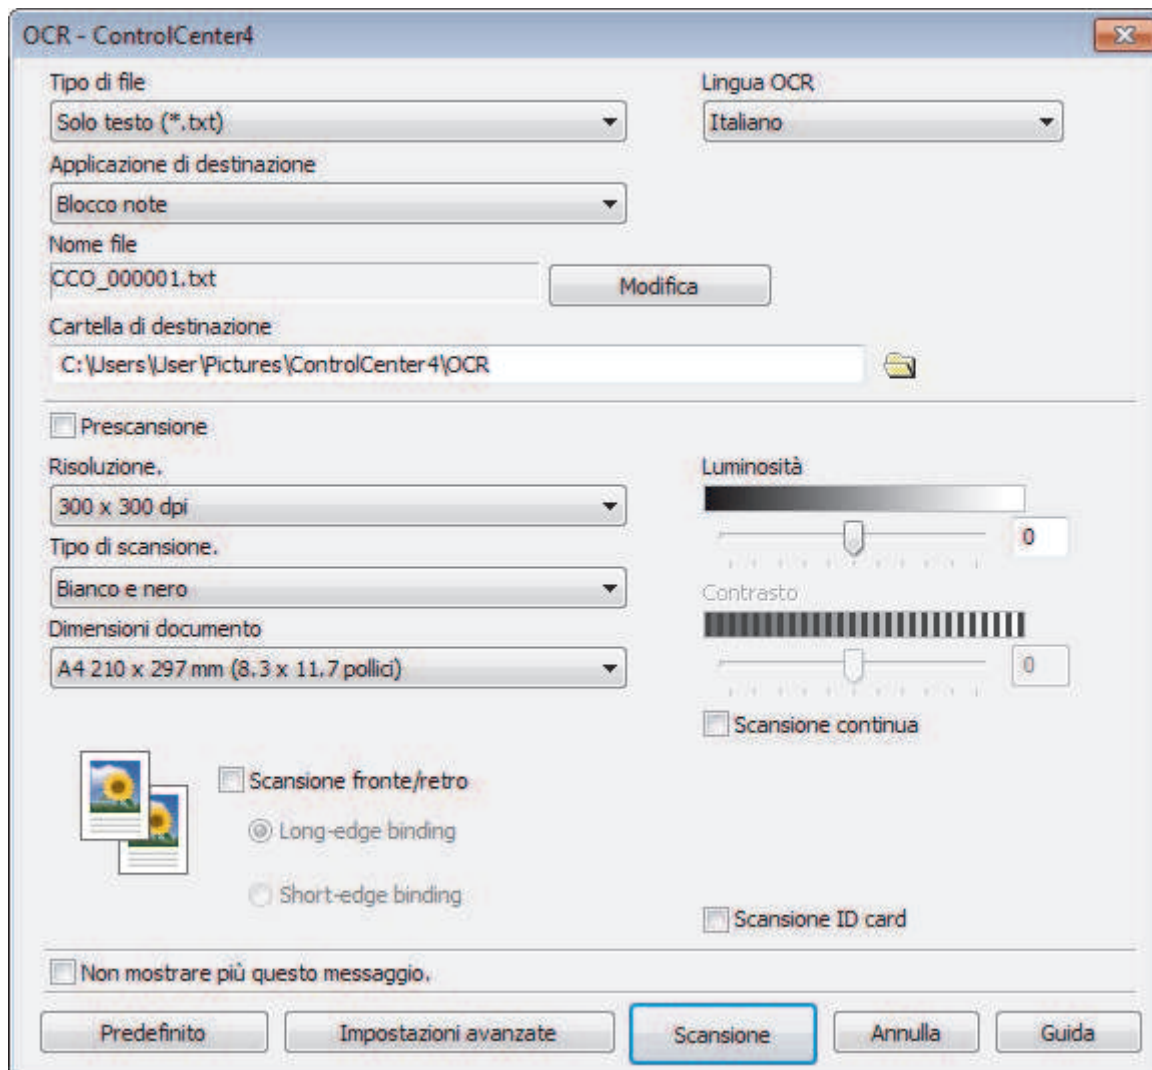 OCR - ControlCenter4
Tipo di file
Lingua OCR
Solo testo (*.txt)
Italiano
Applicazione di destinazione
Blocco note
Nome file
CCO_000001.txt
Modifica
Cartella di destinazione
C:\Users\User\Pictures\ControlCenter4\OCR
Prescansione
Risoluzione.
Luminosità
300 x 300 dpi
0
Tipo di scansione.
Bianco e nero
Contrasto
Dimensioni documento
A4 210 x 297 mm (8.3 x 11.7 pollici)
0
Scansione continua
Scansione fronte/retro
Long-edge binding
Short-edge binding
Scansione ID card
Non mostrare più questo messaggio.
Predefinito
Impostazioni avanzate
Scansione
Annulla
Guida